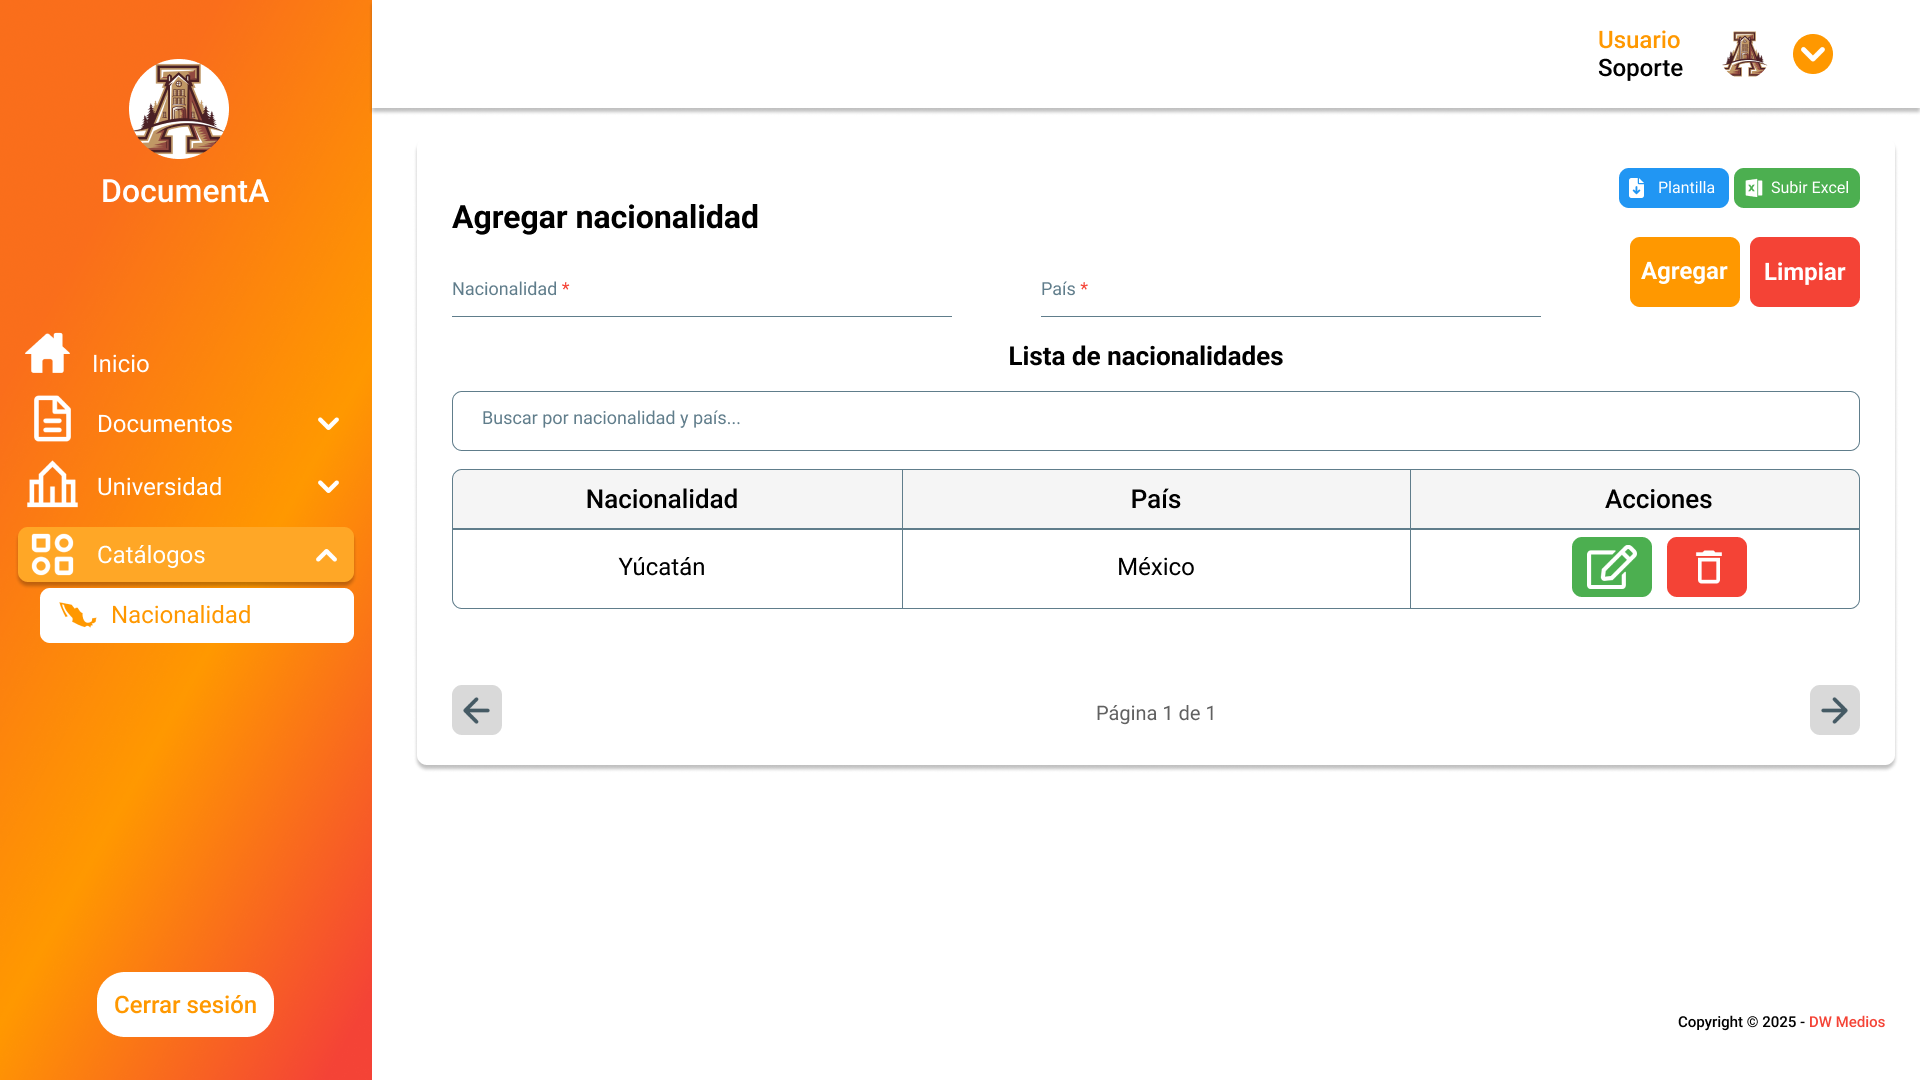 DocumentA
Inicio
Documentos
Universidad
Catálogos
Nacionalidad
Cerrar sesión
Usuario
Soporte
Plantilla
Subir Excel
Agregar nacionalidad
Agregar
Limpiar
Nacionalidad *
País *
Lista de nacionalidades
Buscar por nacionalidad y país...
Nacionalidad
País
Acciones
Yúcatán
México
Página 1 de 1
Copyright © 2025 - DW Medios